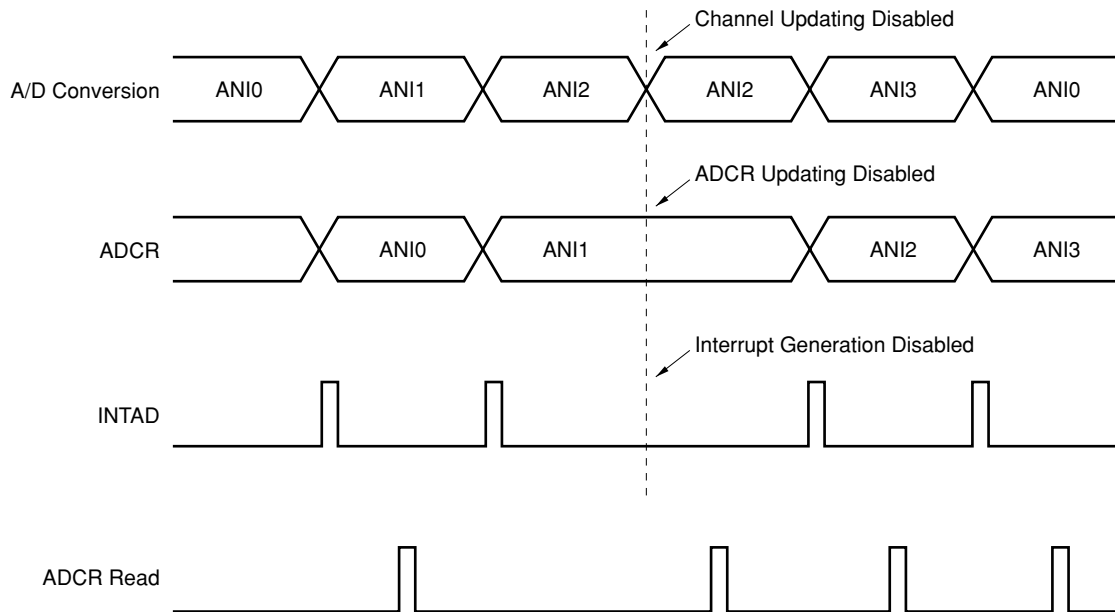 Channel Updating Disabled
A/D Conversion ANI0 ANI1 ANI2 ANI2 ANI3 ANI0
ADCR Updating Disabled
ADCR ANI0 ANI1 ANI2 ANI3
Interrupt Generation Disabled
INTAD
ADCR Read